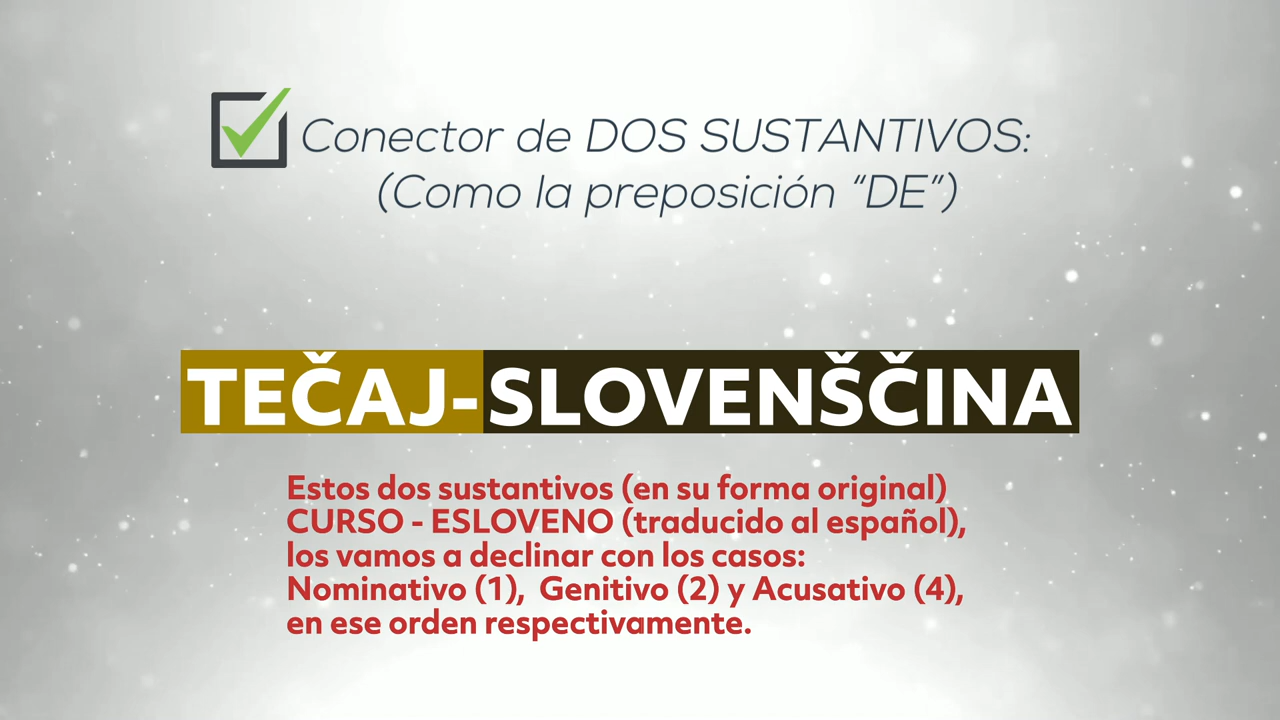 Conector de DOS SUSTANTIVOS:
(Como la preposición “DE”)
TEČAJ-SLOVENŠČINA
Estos dos sustantivos (en su forma original)
CURSO - ESLOVENO (traducido al español),
los vamos a declinar con los casos:
Nominativo (1),  Genitivo (2) y Acusativo (4),
en ese orden respectivamente.